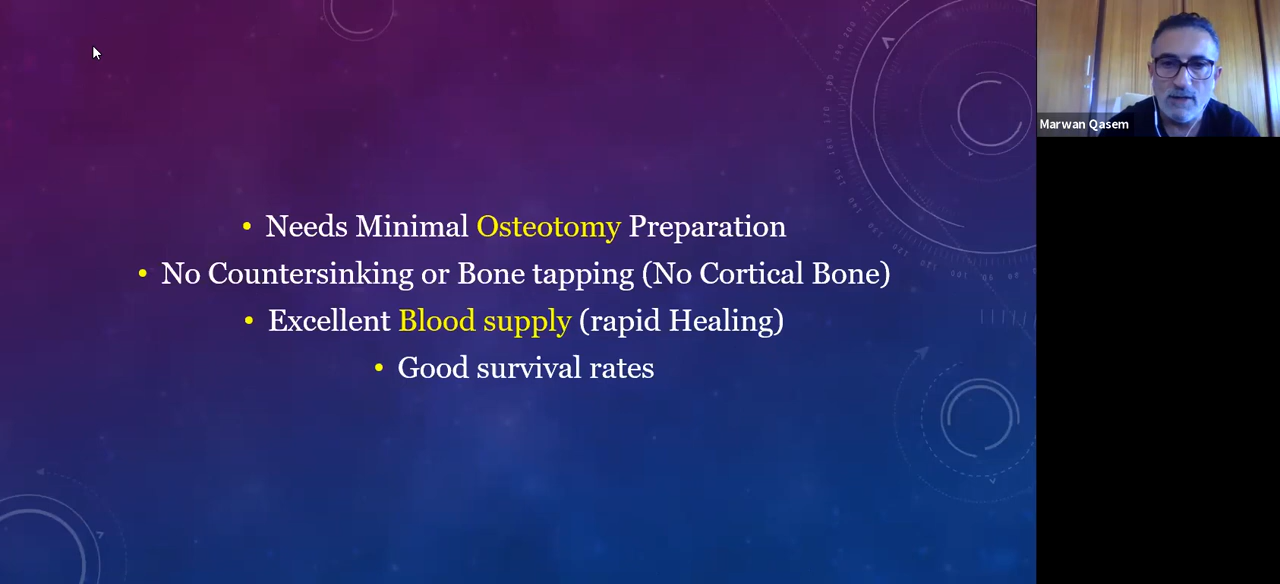 Marwan Qasem
• Needs Minimal Osteotomy Preparation
• No Countersinking or Bone tapping (No Cortical Bone)
• Excellent Blood supply (rapid Healing)
• Good survival rates